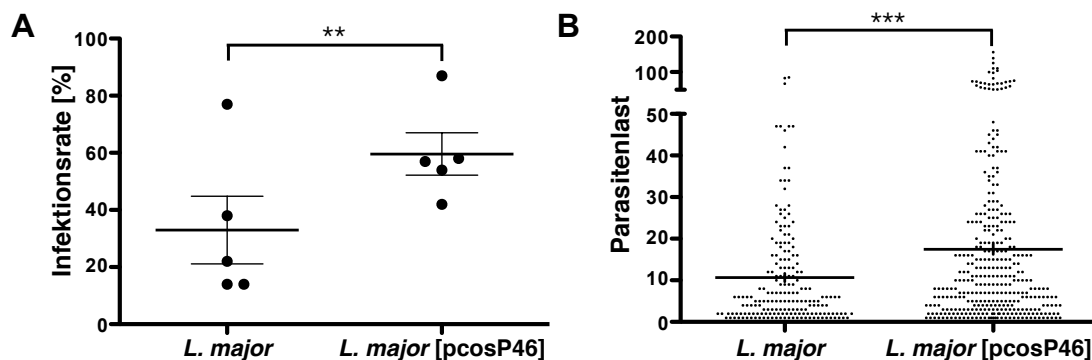 A
**
Infektionsrate [%]
100
80
60
40
20
0
L. major
L. major [pcosP46]
B
***
Parasitenlast
200
100
50
40
30
20
10
0
L. major
L. major [pcosP46]